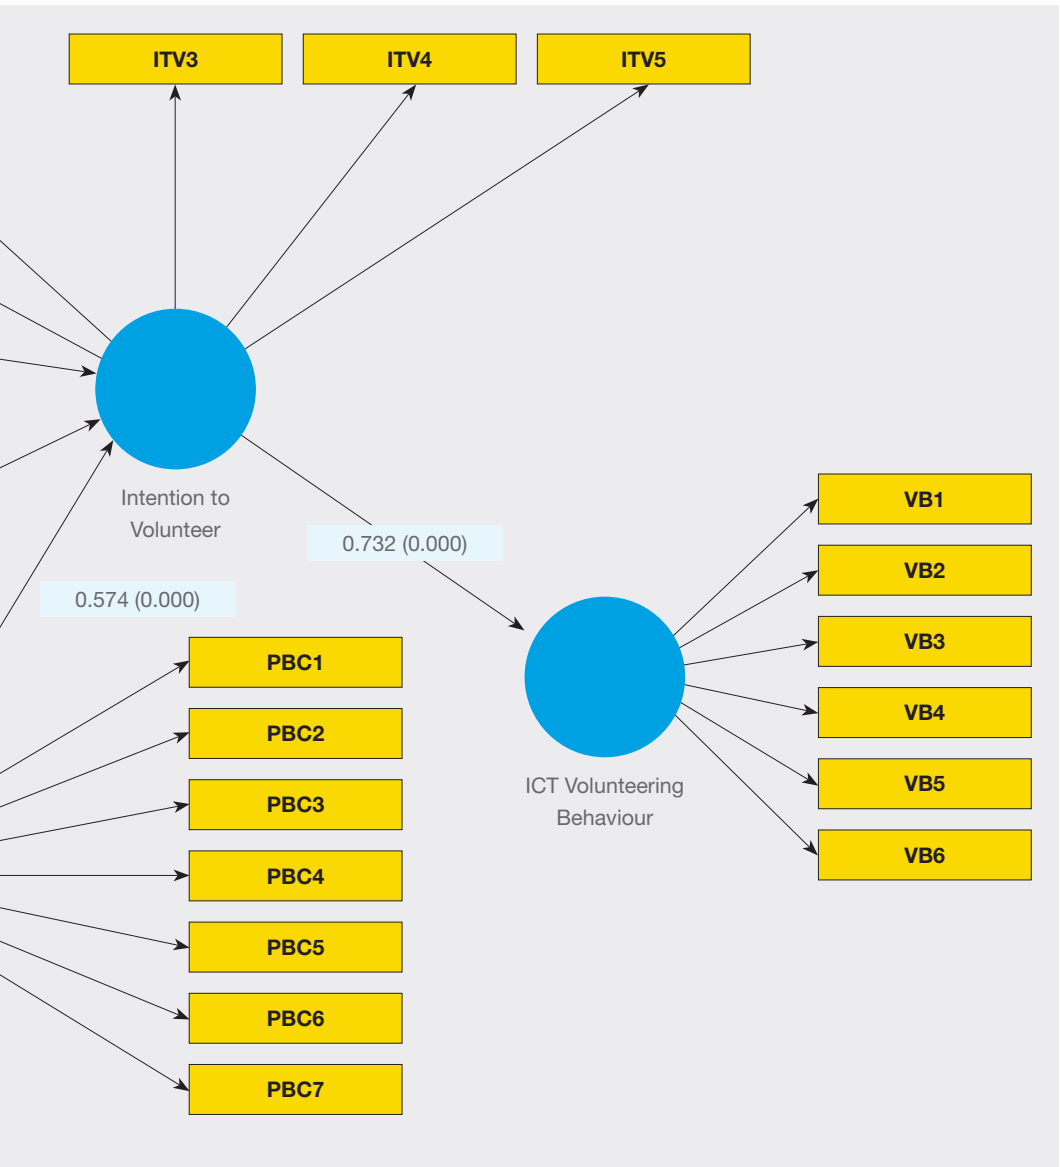 ITV3
ITV4
ITV5
Intention to
Volunteer
0.732 (0.000)
0.574 (0.000)
PBC1
PBC2
PBC3
PBC4
PBC5
PBC6
PBC7
ICT Volunteering
Behaviour
VB1
VB2
VB3
VB4
VB5
VB6